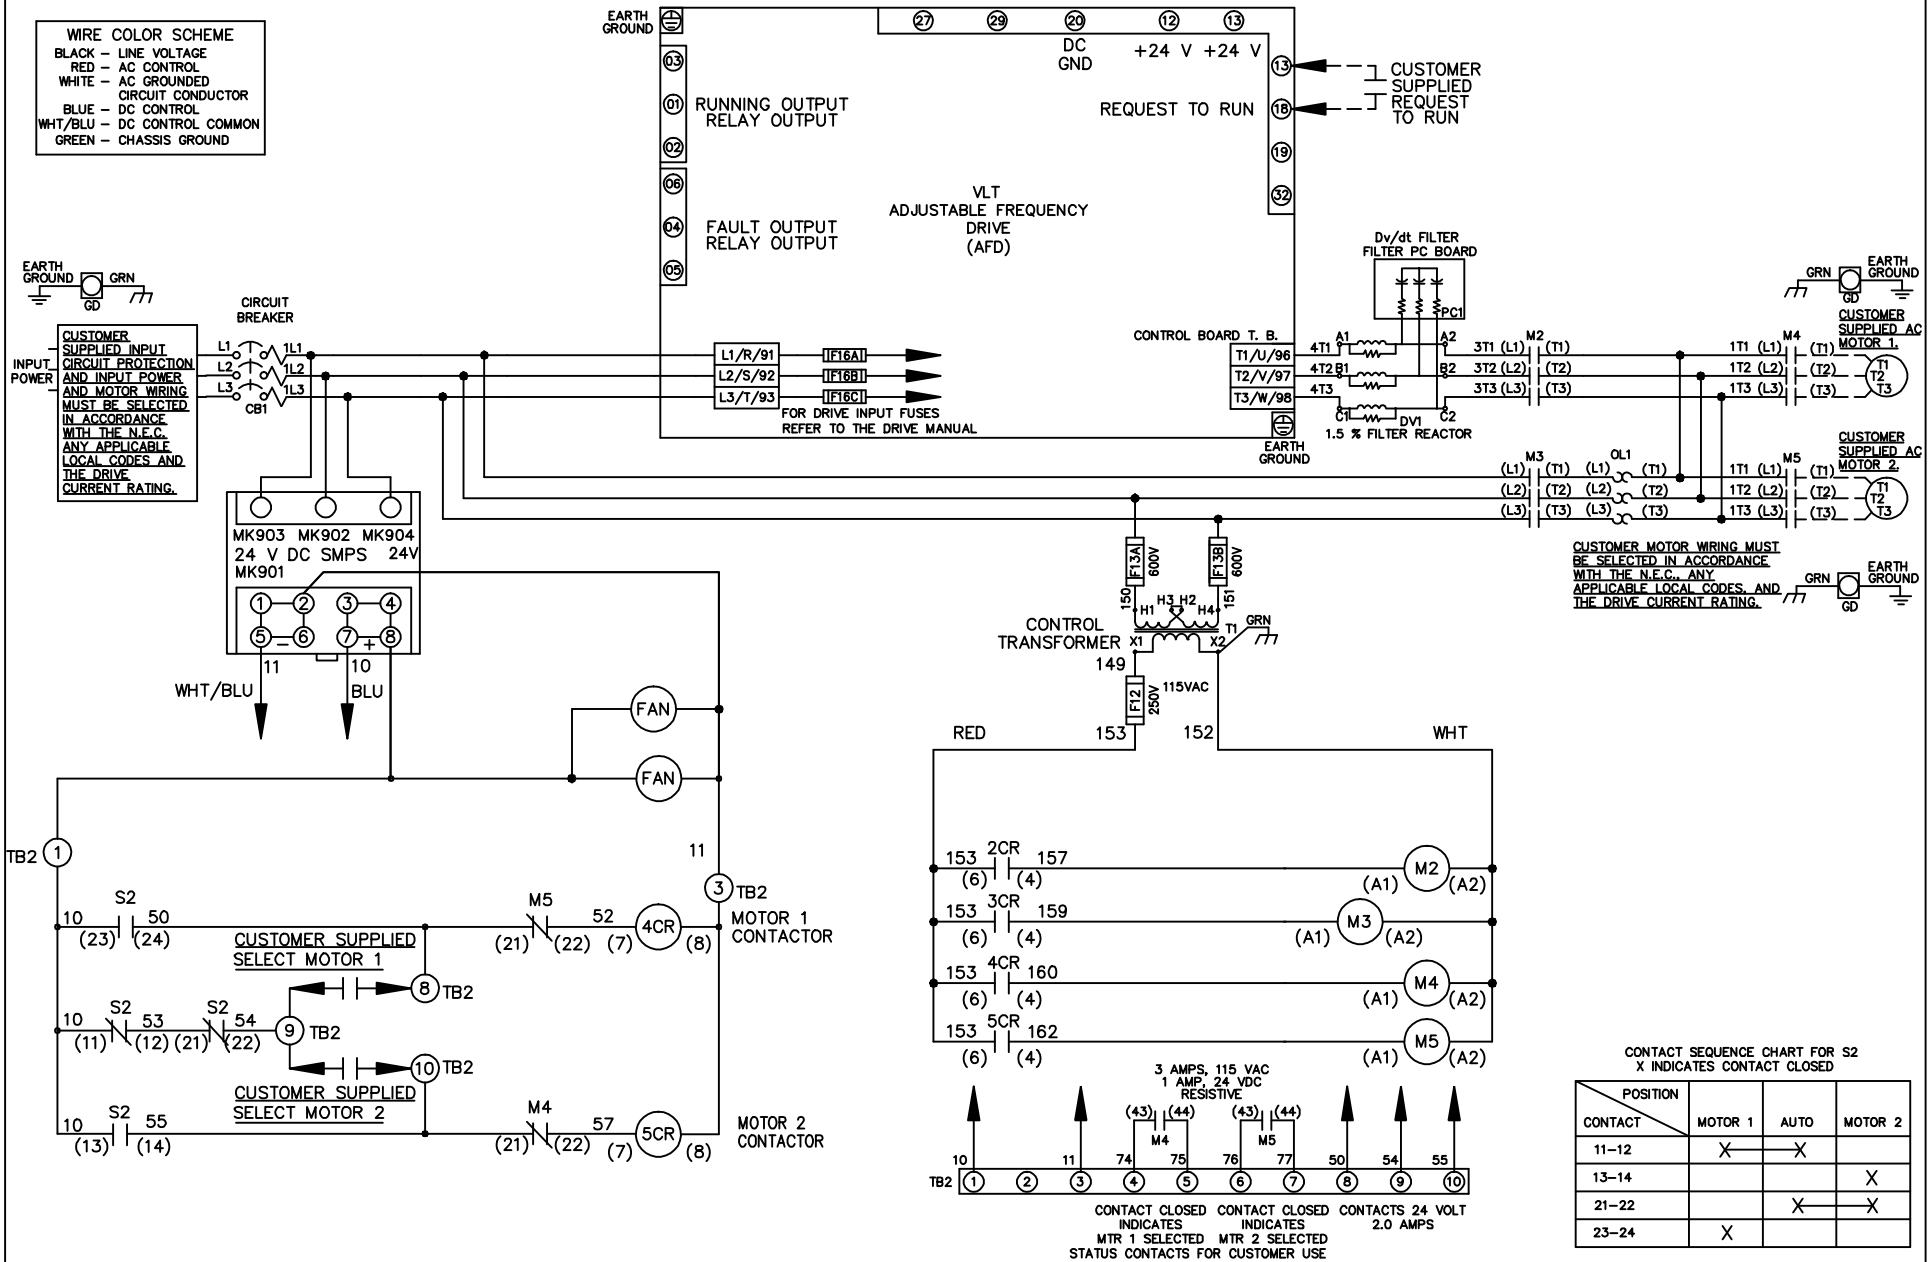 WIRE COLOR SCHEME
BLACK – LINE VOLTAGE
RED – AC CONTROL
WHITE – AC GROUNDED
CIRCUIT CONDUCTOR
BLUE – DC CONTROL
WHT/BLU – DC CONTROL COMMON
GREEN – CHASSIS GROUND
EARTH
GROUND
27 29 20 12 13
DC
GND
+24 V +24 V
03
01
02
RUNNING OUTPUT
RELAY OUTPUT
06
04
05
FAULT OUTPUT
RELAY OUTPUT
REQUEST TO RUN
13
18
19
32
CUSTOMER
SUPPLIED
REQUEST
TO RUN
VLT
ADJUSTABLE FREQUENCY
DRIVE
(AFD)
Dv/dt FILTER
FILTER PC BOARD
PC1
EARTH
GROUND
GRN
GD
CIRCUIT
BREAKER
INPUT
POWER
CUSTOMER
SUPPLIED INPUT
CIRCUIT PROTECTION
AND INPUT POWER
AND MOTOR WIRING
MUST BE SELECTED
IN ACCORDANCE
WITH THE N.E.C.
ANY APPLICABLE
LOCAL CODES AND
THE DRIVE
CURRENT RATING.
L1 1L1
L2 1L2
L3 1L3
CB1
L1/R/91 F16A
L2/S/92 F16B
L3/T/93 F16C
FOR DRIVE INPUT FUSES
REFER TO THE DRIVE MANUAL
CONTROL BOARD T. B.
T1/U/96 4T1 A1 A2
T2/V/97 4T2 B1 B2
T3/W/98 4T3 C1 C2
EARTH
GROUND
DV1
1.5 % FILTER REACTOR
M2
3T1 (L1) (T1)
3T2 (L2) (T2)
3T3 (L3) (T3)
M4
1T1 (L1) (T1)
1T2 (L2) (T2)
1T3 (L3) (T3)
GRN
GD
EARTH
GROUND
CUSTOMER
SUPPLIED AC
MOTOR 1.
T1
T2
T3
M3
(L1) (T1)
(L2) (T2)
(L3) (T3)
OL1
(L1) (T1)
(L2) (T2)
(L3) (T3)
M5
1T1 (L1) (T1)
1T2 (L2) (T2)
1T3 (L3) (T3)
CUSTOMER
SUPPLIED AC
MOTOR 2.
T1
T2
T3
CUSTOMER MOTOR WIRING MUST
BE SELECTED IN ACCORDANCE
WITH THE N.E.C., ANY
APPLICABLE LOCAL CODES, AND
THE DRIVE CURRENT RATING.
GRN
GD
EARTH
GROUND
MK903 MK902 MK904
24 V DC SMPS 24V
MK901
1 2 3 4
5 – 6 7 + 8
11
10
WHT/BLU
BLU
F13A
600V
F13B
600V
150
151
H1 H3 H2 H4
CONTROL
TRANSFORMER
X1 X2
T1
GRN
149
F12
250V
115VAC
153
152
RED
WHT
FAN
FAN
TB2 1
11
3 TB2
10 S2 50
(23) (24)
M5
(21) (22)
52
(7) 4CR (8)
MOTOR 1
CONTACTOR
CUSTOMER SUPPLIED
SELECT MOTOR 1
8 TB2
10 S2 53 S2 54
(11) (12) (21) (22)
9 TB2
10 TB2
CUSTOMER SUPPLIED
SELECT MOTOR 2
10 S2 55
(13) (14)
M4
(21) (22)
57
(7) 5CR (8)
MOTOR 2
CONTACTOR
153 2CR 157
(6) (4)
(A1) M2 (A2)
153 3CR 159
(6) (4)
(A1) M3 (A2)
153 4CR 160
(6) (4)
(A1) M4 (A2)
153 5CR 162
(6) (4)
(A1) M5 (A2)
3 AMPS, 115 VAC
1 AMP, 24 VDC
RESISTIVE
(43) (44)
M4
(43) (44)
M5
10 11 74 75 76 77 50 54 55
TB2 1 2 3 4 5 6 7 8 9 10
CONTACT CLOSED
INDICATES
MTR 1 SELECTED
CONTACT CLOSED
INDICATES
MTR 2 SELECTED
CONTACTS 24 VOLT
2.0 AMPS
STATUS CONTACTS FOR CUSTOMER USE
CONTACT SEQUENCE CHART FOR S2
X INDICATES CONTACT CLOSED
POSITION
CONTACT MOTOR 1 AUTO MOTOR 2
11–12 X X
13–14 X
21–22 X X
23–24 X